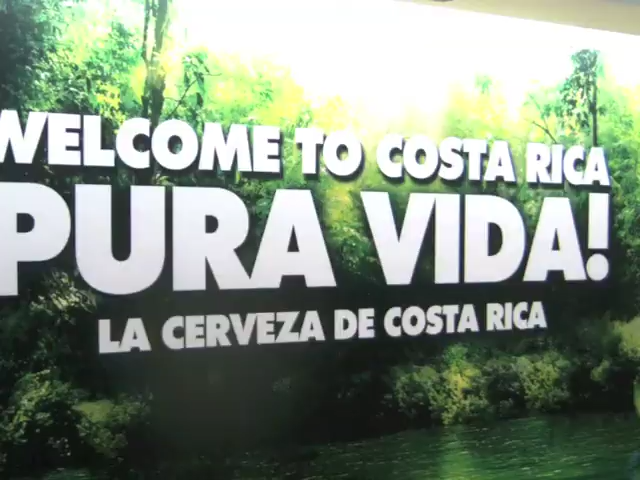 WELCOME TO COSTA RICA
PURA VIDA!
LA CERVEZA DE COSTA RICA